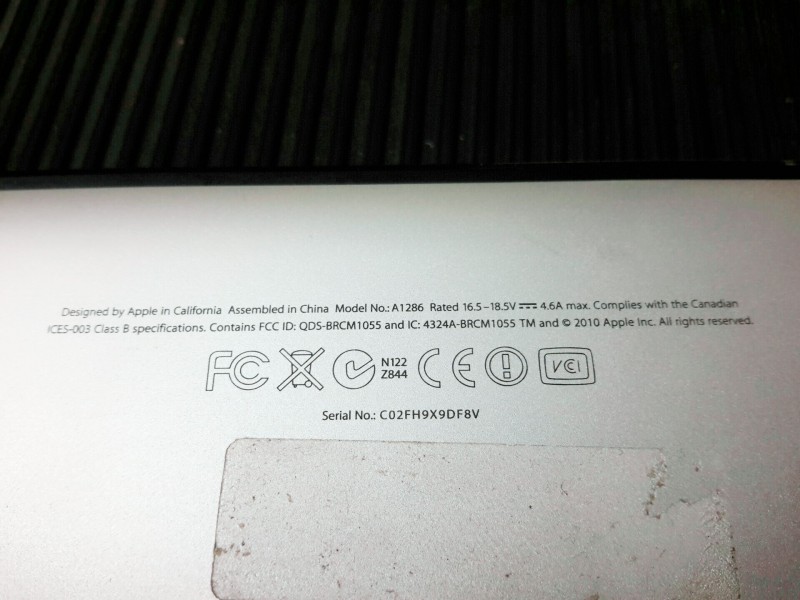 Designed by Apple in California Assembled in China Model No.: A1286 Rated 16.5-18.5V ⎓ 4.6A max. Complies with the Canadian
ICES-003 Class B specifications. Contains FCC ID: QDS-BRCM1055 and IC: 4324A-BRCM1055 TM and © 2010 Apple Inc. All rights reserved.
FC N122 CE VCI
Z844
Serial No.: C02FH9X9DF8V